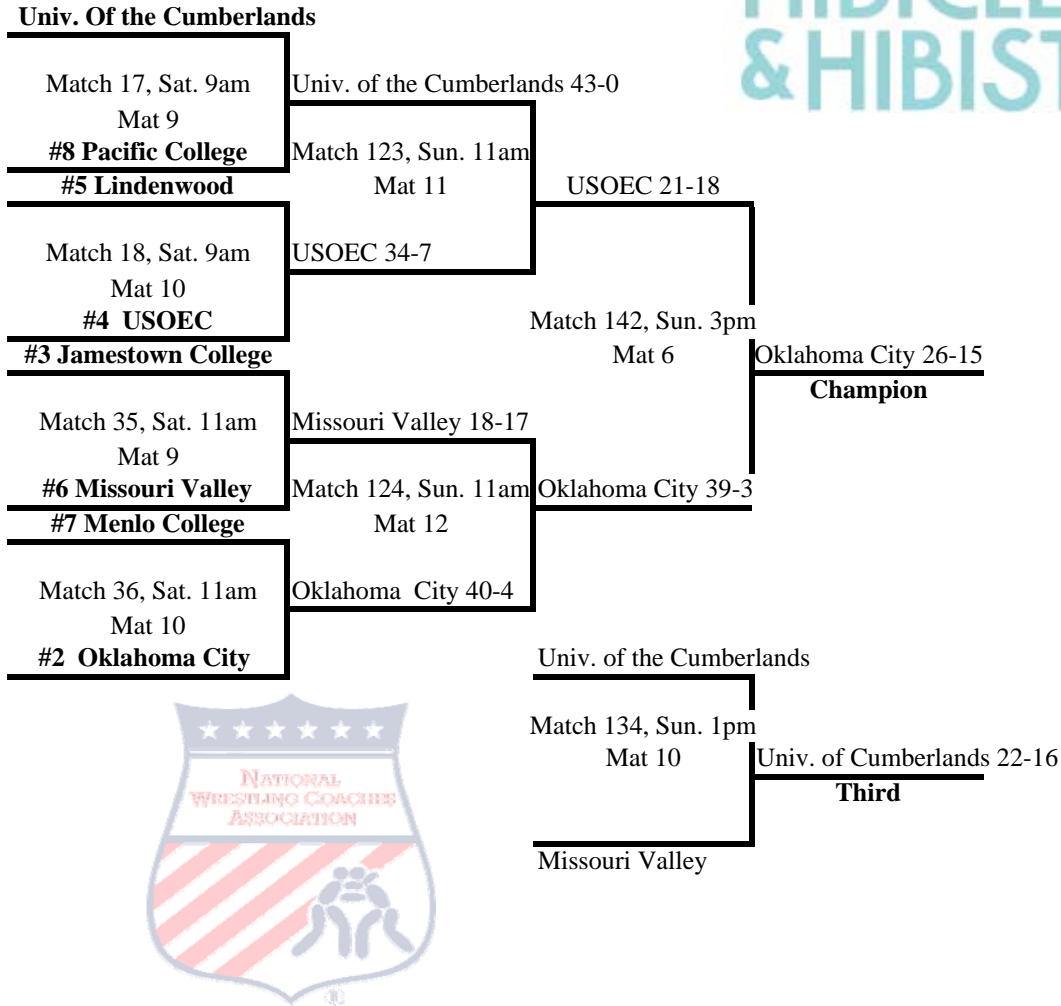 Univ. Of the Cumberlands
& HIBIST
Match 17, Sat. 9am
Univ. of the Cumberlands 43-0
Mat 9
#8 Pacific College
Match 123, Sun. 11am
#5 Lindenwood
Mat 11
USOEC 21-18
Match 18, Sat. 9am
USOEC 34-7
Mat 10
#4 USOEC
Match 142, Sun. 3pm
#3 Jamestown College
Mat 6
Oklahoma City 26-15
Champion
Match 35, Sat. 11am
Missouri Valley 18-17
Mat 9
#6 Missouri Valley
Match 124, Sun. 11am
Oklahoma City 39-3
#7 Menlo College
Mat 12
Match 36, Sat. 11am
Oklahoma City 40-4
Mat 10
#2 Oklahoma City
Univ. of the Cumberlands
Match 134, Sun. 1pm
Mat 10
Univ. of Cumberlands 22-16
Third
Missouri Valley
NATIONAL
WRESTLING COACHES
ASSOCIATION
®